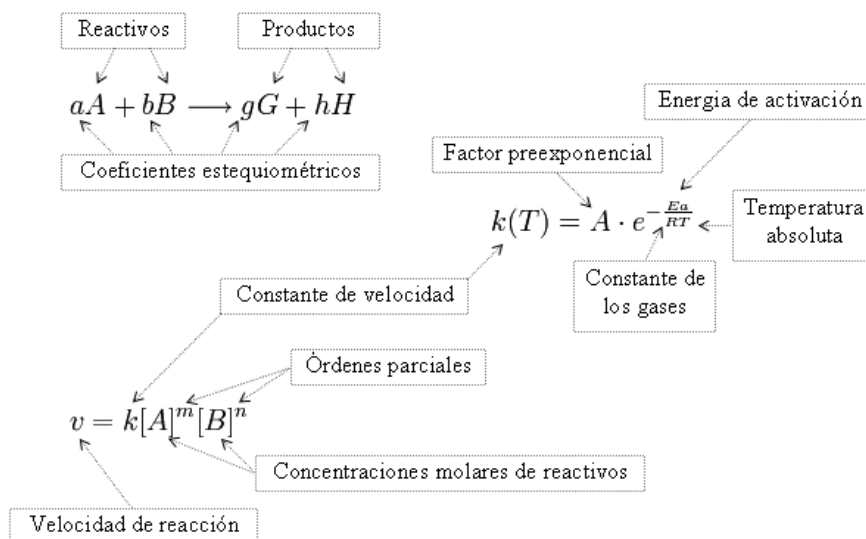 Reactivos
Productos
aA + bB ⟶ gG + hH
Energia de activación
Coeficientes estequiométricos
Factor preexponencial
k(T) = A · e^{-\frac{Ea}{RT}}
Temperatura
absoluta
Constante de
los gases
Constante de velocidad
Órdenes parciales
v = k[A]^m[B]^n
Concentraciones molares de reactivos
Velocidad de reacción